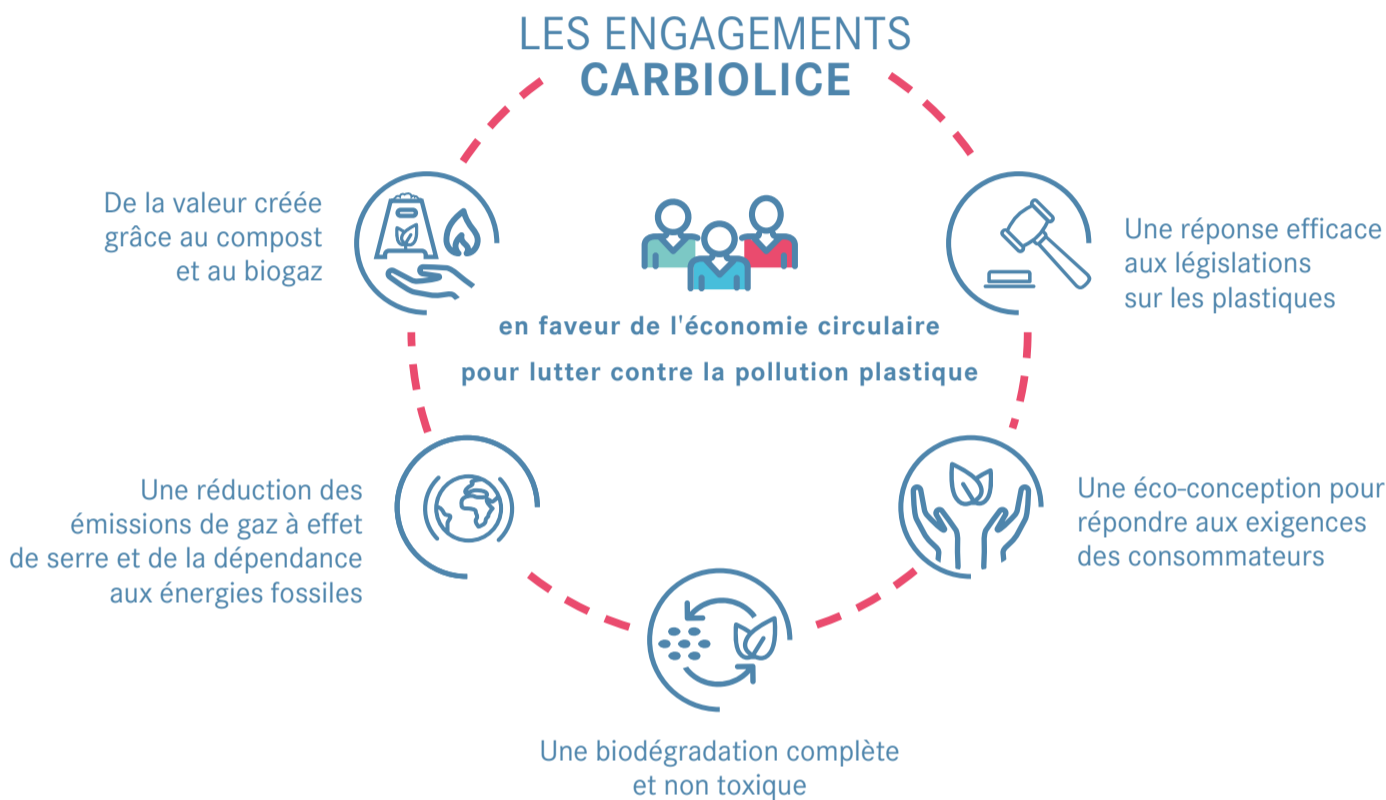 LES ENGAGEMENTS
CARBIOLICE
De la valeur créée
grâce au compost
et au biogaz
en faveur de l'économie circulaire
pour lutter contre la pollution plastique
Une réponse efficace
aux législations
sur les plastiques
Une réduction des
émissions de gaz à effet
de serre et de la dépendance
aux énergies fossiles
Une éco-conception pour
répondre aux exigences
des consommateurs
Une biodégradation complète
et non toxique